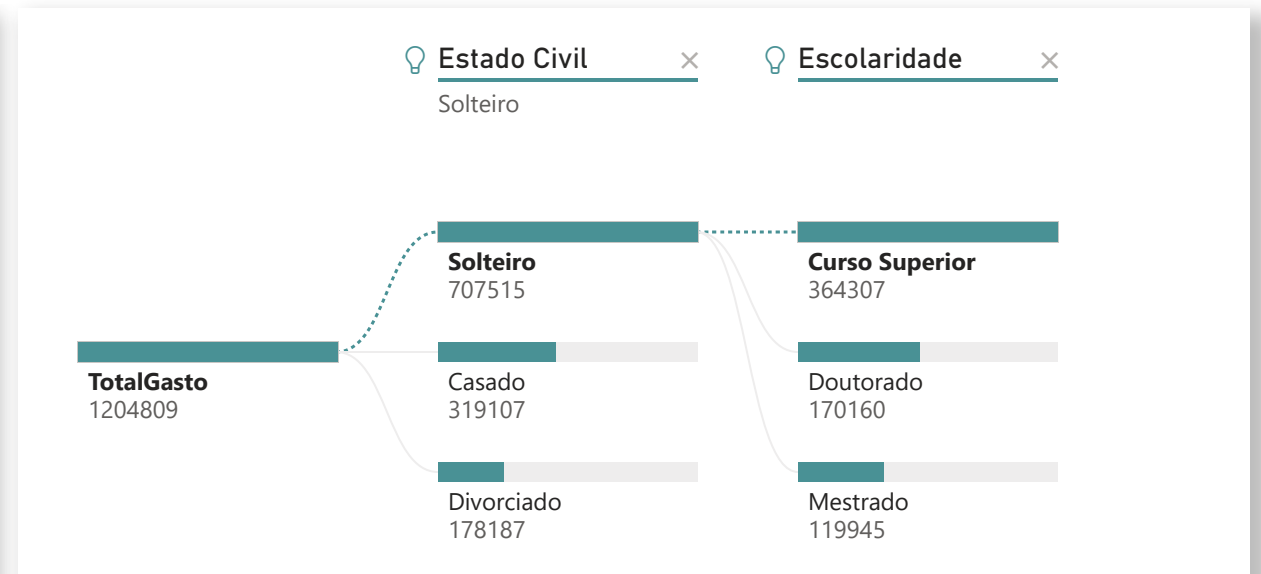 Estado Civil
Solteiro
Escolaridade
TotalGasto
1204809
Solteiro
707515
Casado
319107
Divorciado
178187
Curso Superior
364307
Doutorado
170160
Mestrado
119945